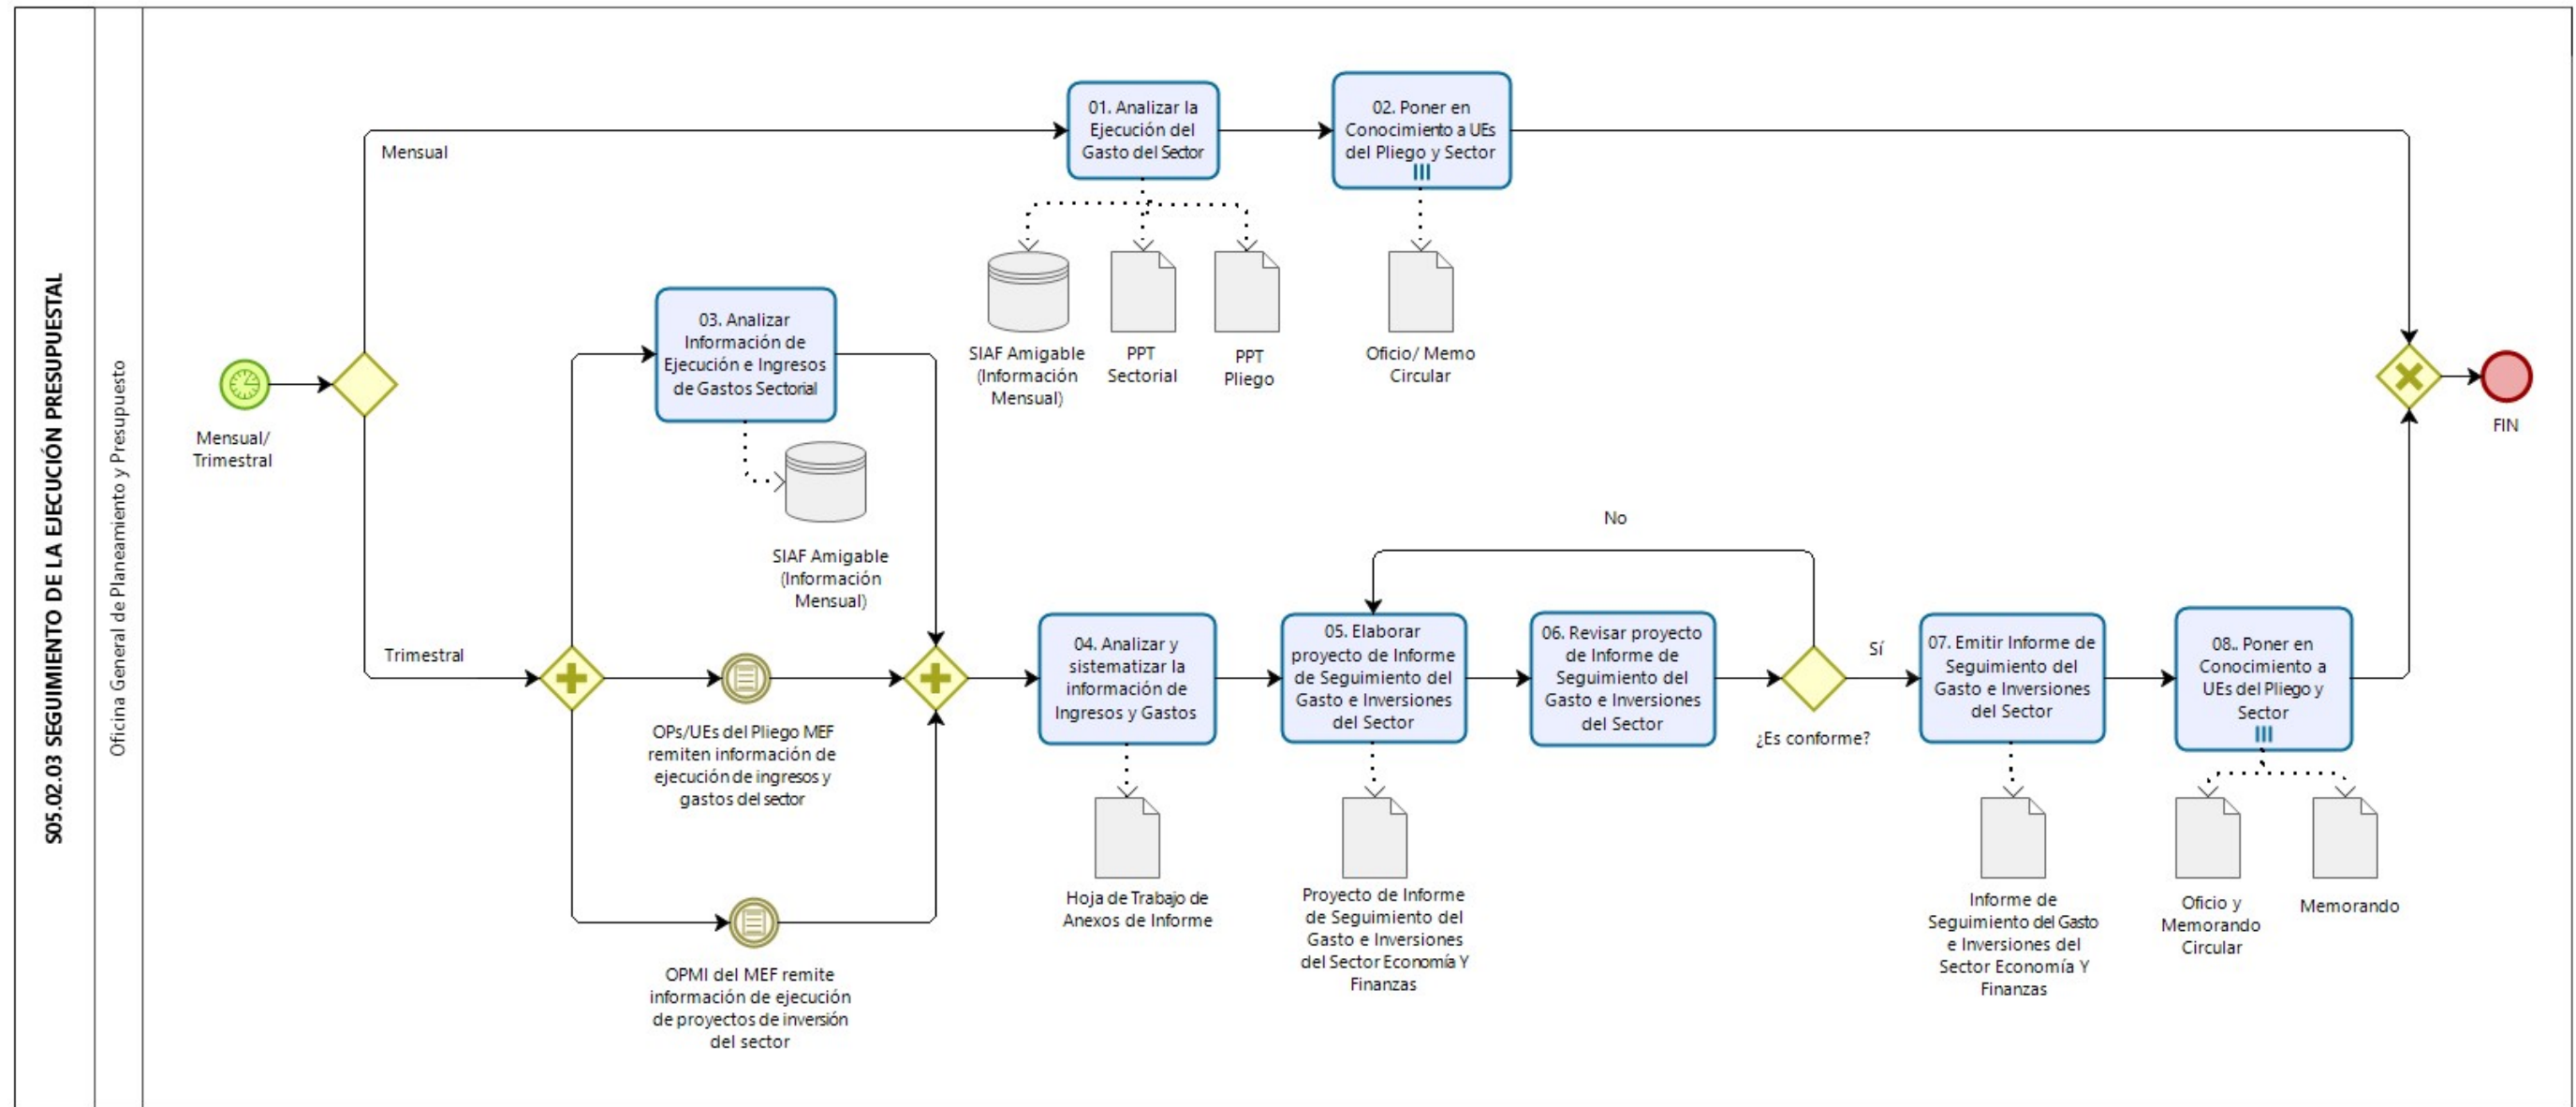 S05.02.03 SEGUIMIENTO DE LA EJECUCIÓN PRESUPUESTAL
Oficina General de Planeamiento y Presupuesto
Mensual/
Trimestral
Mensual
01. Analizar la
Ejecución del
Gasto del Sector
02. Poner en
Conocimiento a UEs
del Pliego y Sector
SIAF Amigable
(Información
Mensual)
PPT
Sectorial
PPT
Pliego
Oficio/ Memo
Circular
FIN
Trimestral
03. Analizar
Información de
Ejecución e Ingresos
de Gastos Sectorial
SIAF Amigable
(Información
Mensual)
OPs/UEs del Pliego MEF
remiten información de
ejecución de ingresos y
gastos del sector
OPMI del MEF remite
información de ejecución
de proyectos de inversión
del sector
04. Analizar y
sistematizar la
información de
Ingresos y Gastos
Hoja de Trabajo de
Anexos de Informe
05. Elaborar
proyecto de Informe
de Seguimiento del
Gasto e Inversiones
del Sector
Proyecto de Informe
de Seguimiento del
Gasto e Inversiones
del Sector Economía Y
Finanzas
06. Revisar proyecto
de Informe de
Seguimiento del
Gasto e Inversiones
del Sector
¿Es conforme?
No
Sí
07. Emitir Informe de
Seguimiento del
Gasto e Inversiones
del Sector
Informe de
Seguimiento del Gasto
e Inversiones del
Sector Economía Y
Finanzas
08.. Poner en
Conocimiento a
UEs del Pliego y
Sector
Oficio y
Memorando
Circular
Memorando